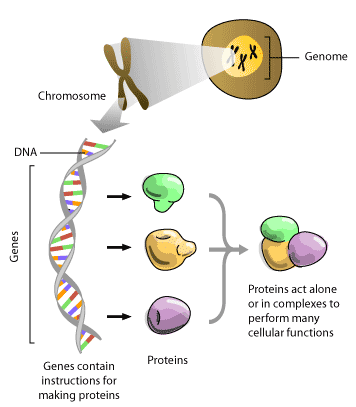 Genome
Chromosome
DNA
Genes
Proteins act alone
or in complexes to
perform many
cellular functions
Genes contain
instructions for
making proteins
Proteins